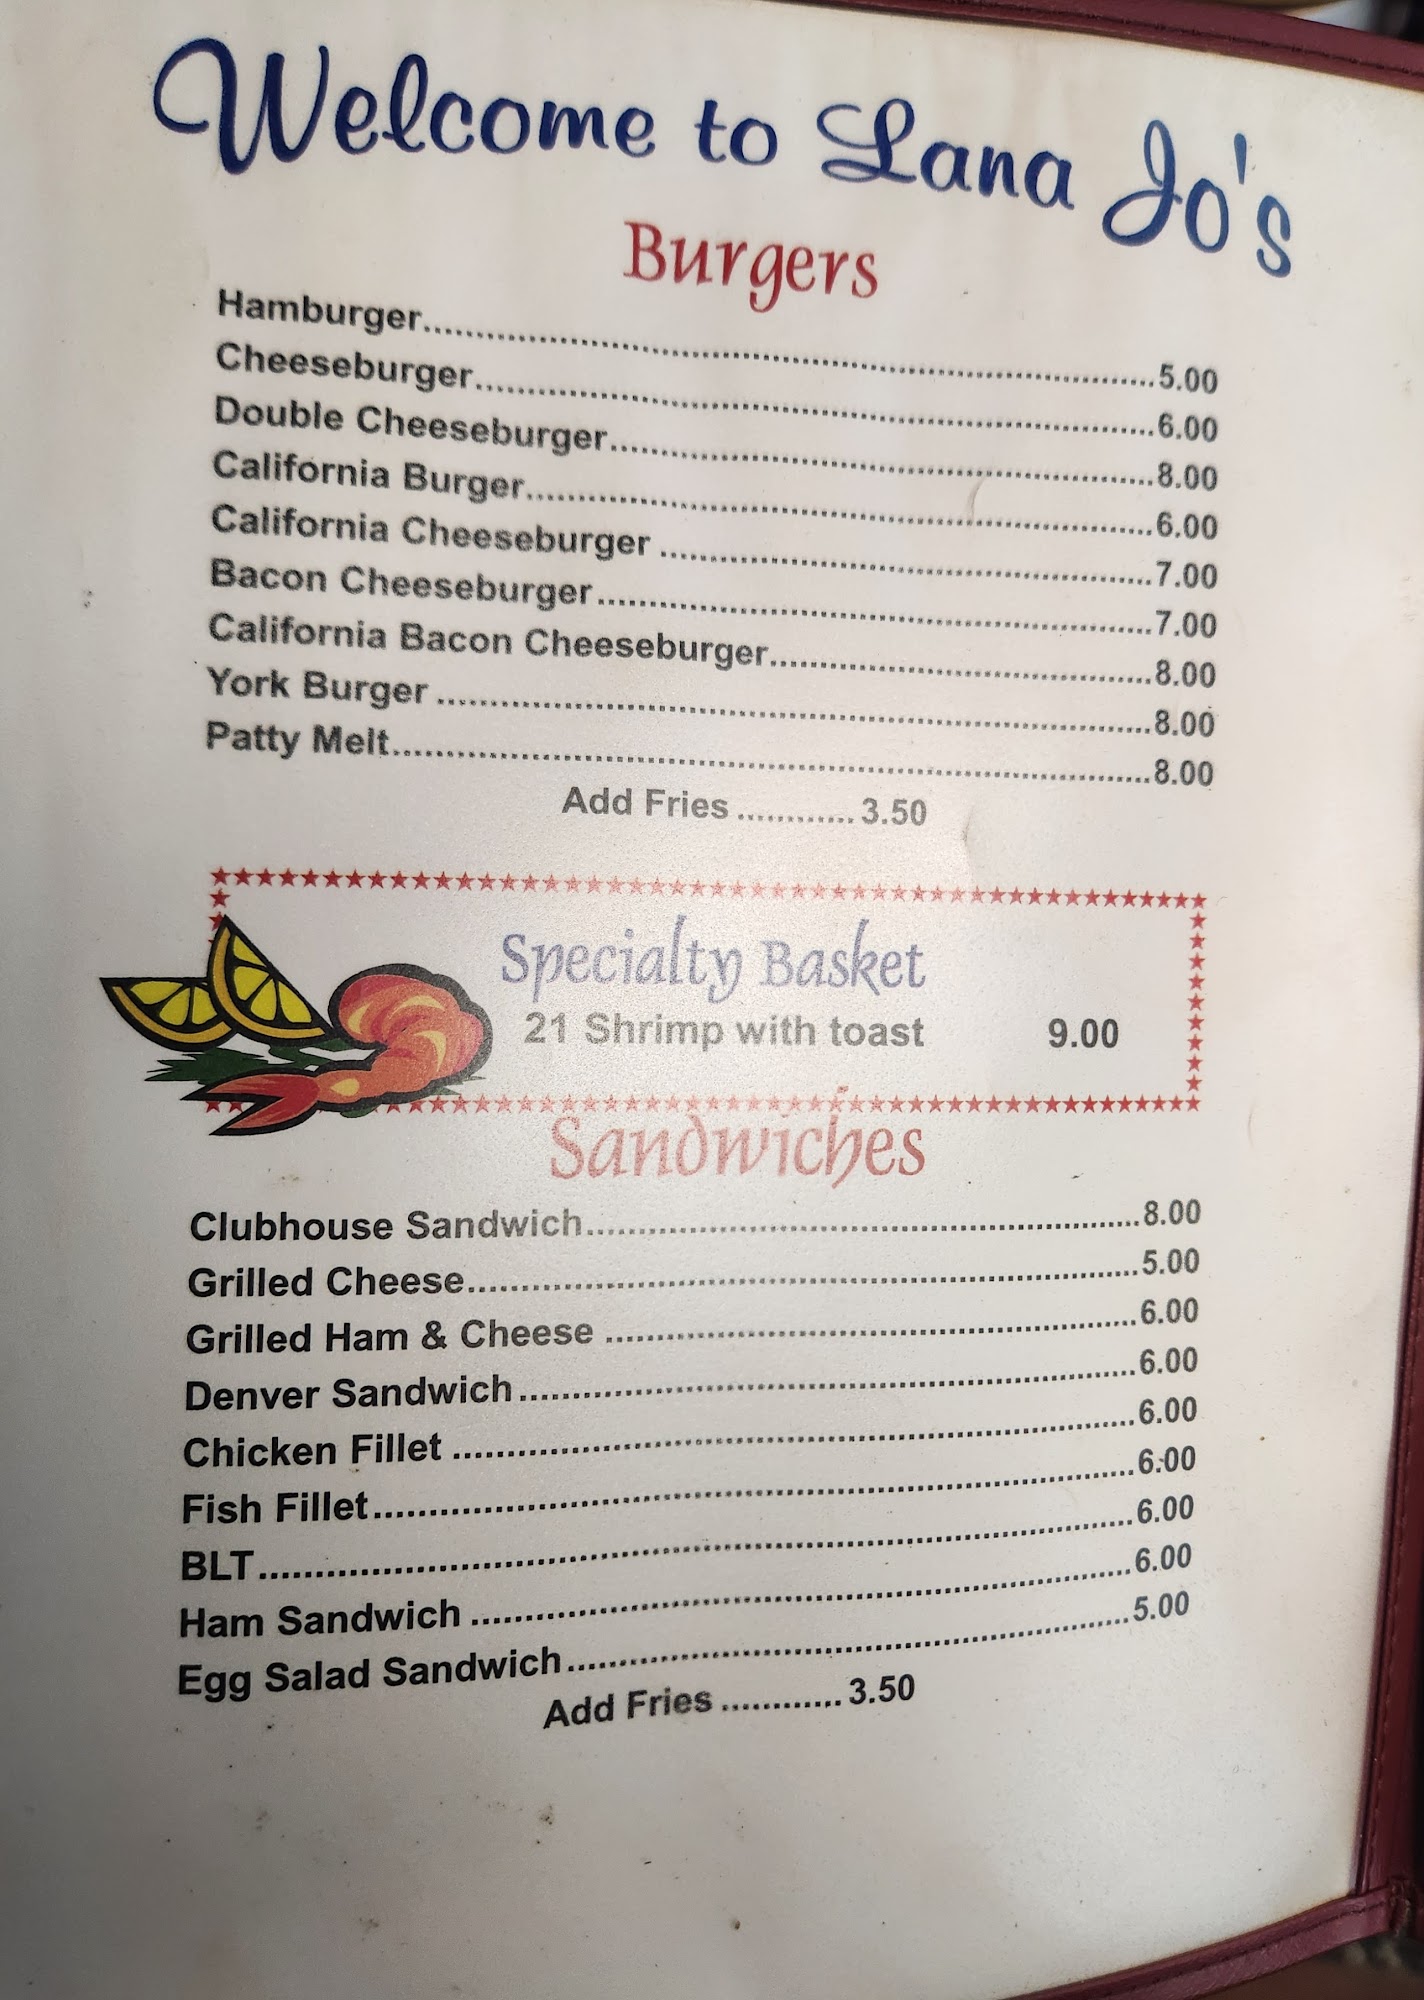 Welcome to Lana Jo's
Burgers
Hamburger..........5.00
Cheeseburger..........6.00
Double Cheeseburger..........8.00
California Burger..........6.00
California Cheeseburger ..........7.00
Bacon Cheeseburger..........7.00
California Bacon Cheeseburger..........8.00
York Burger ..........8.00
Patty Melt..........8.00
Add Fries ............ 3.50
Specialty Basket
21 Shrimp with toast 9.00
Sandwiches
Clubhouse Sandwich..........8.00
Grilled Cheese..........5.00
Grilled Ham & Cheese ..........6.00
Denver Sandwich..........6.00
Chicken Fillet ..........6.00
Fish Fillet..........6.00
BLT..........6.00
Ham Sandwich ..........6.00
Egg Salad Sandwich..........5.00
Add Fries ............ 3.50